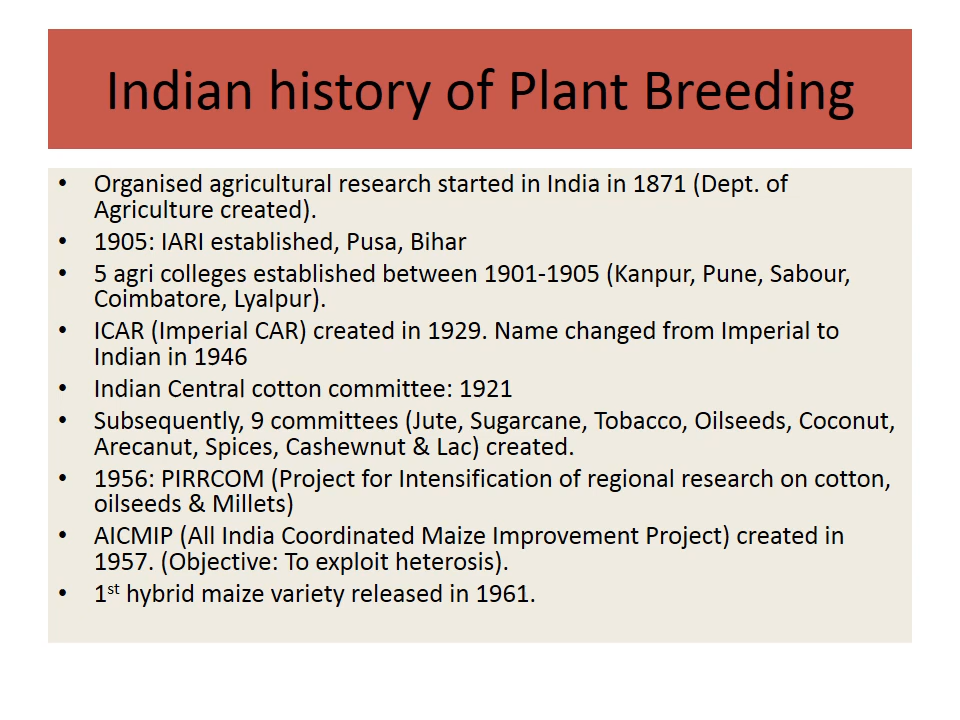 Indian history of Plant Breeding
• Organised agricultural research started in India in 1871 (Dept. of
Agriculture created).
• 1905: IARI established, Pusa, Bihar
• 5 agri colleges established between 1901-1905 (Kanpur, Pune, Sabour,
Coimbatore, Lyalpur).
• ICAR (Imperial CAR) created in 1929. Name changed from Imperial to
Indian in 1946
• Indian Central cotton committee: 1921
• Subsequently, 9 committees (Jute, Sugarcane, Tobacco, Oilseeds, Coconut,
Arecanut, Spices, Cashewnut & Lac) created.
• 1956: PIRRCOM (Project for Intensification of regional research on cotton,
oilseeds & Millets)
• AICMIP (All India Coordinated Maize Improvement Project) created in
1957. (Objective: To exploit heterosis).
• 1st hybrid maize variety released in 1961.